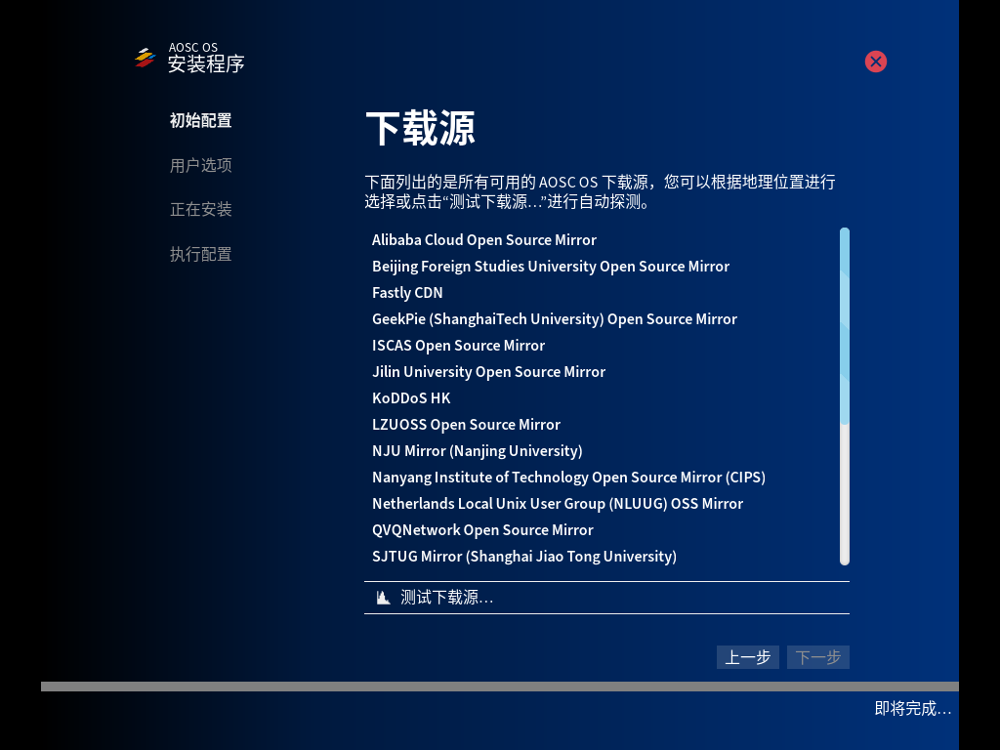 AOSC OS
安装程序
初始配置
用户选项
正在安装
执行配置
下载源
下面列出的是所有可用的 AOSC OS 下载源，您可以根据地理位置进行
选择或点击“测试下载源…”进行自动探测。
Alibaba Cloud Open Source Mirror
Beijing Foreign Studies University Open Source Mirror
Fastly CDN
GeekPie (ShanghaiTech University) Open Source Mirror
ISCAS Open Source Mirror
Jilin University Open Source Mirror
KoDDoS HK
LZUOSS Open Source Mirror
NJU Mirror (Nanjing University)
Nanyang Institute of Technology Open Source Mirror (CIPS)
Netherlands Local Unix User Group (NLUUG) OSS Mirror
QVQNetwork Open Source Mirror
SJTUG Mirror (Shanghai Jiao Tong University)
测试下载源…
上一步 下一步
即将完成…